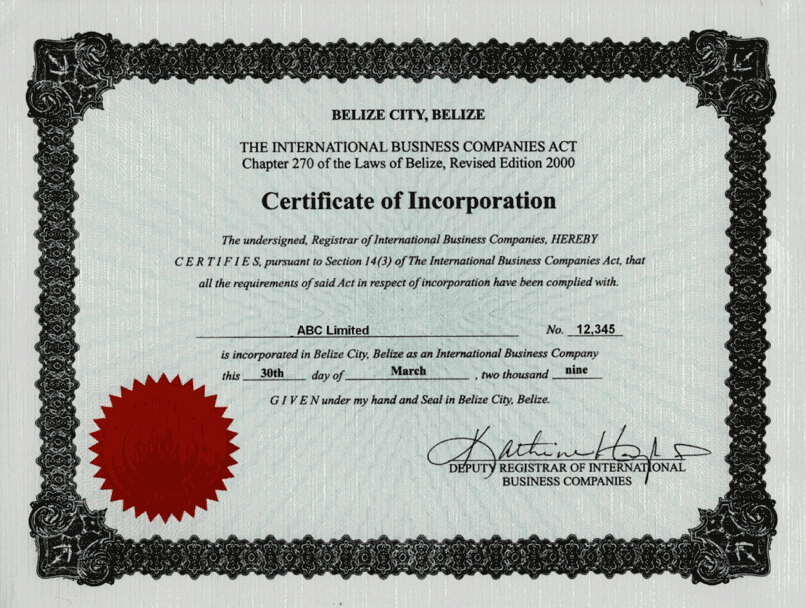 BELIZE CITY, BELIZE
THE INTERNATIONAL BUSINESS COMPANIES ACT
Chapter 270 of the Laws of Belize, Revised Edition 2000
Certificate of Incorporation
The undersigned, Registrar of International Business Companies, HEREBY
C E R T I F I E S, pursuant to Section 14(3) of The International Business Companies Act, that
all the requirements of said Act in respect of incorporation have been complied with.
ABC Limited No. 12,345
is incorporated in Belize City, Belize as an International Business Company
this 30th day of March, two thousand nine
G I V E N under my hand and Seal in Belize City, Belize.
DEPUTY REGISTRAR OF INTERNATIONAL
BUSINESS COMPANIES